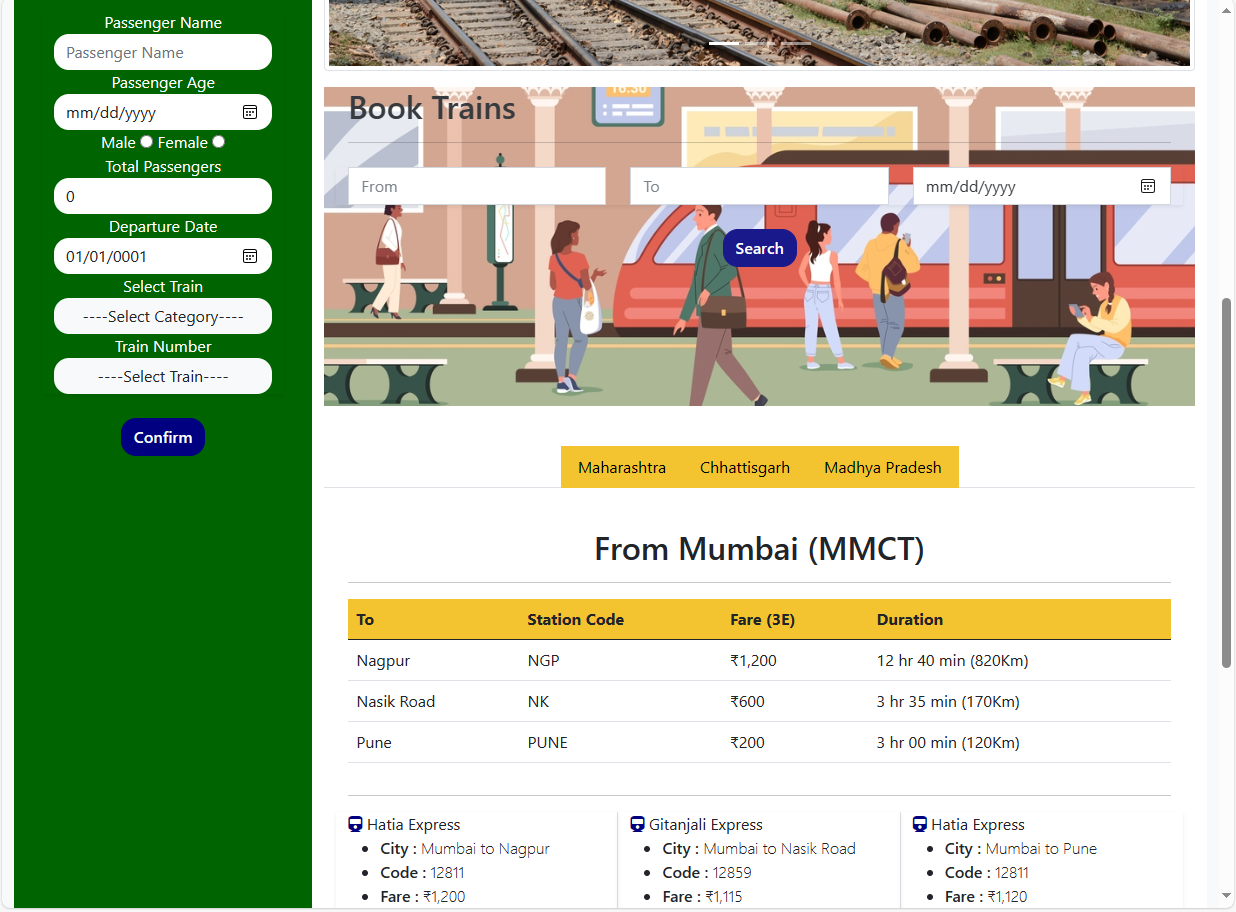 Passenger Name
Passenger Name
Passenger Age
mm/dd/yyyy
Male Female
Total Passengers
0
Departure Date
01/01/0001
Select Train
----Select Category----
Train Number
----Select Train----
Confirm
16:30
Book Trains
From To mm/dd/yyyy
Search
Maharashtra Chhattisgarh Madhya Pradesh
From Mumbai (MMCT)
To Station Code Fare (3E) Duration
Nagpur NGP ₹1,200 12 hr 40 min (820Km)
Nasik Road NK ₹600 3 hr 35 min (170Km)
Pune PUNE ₹200 3 hr 00 min (120Km)
Hatia Express
City : Mumbai to Nagpur
Code : 12811
Fare : ₹1,200
Gitanjali Express
City : Mumbai to Nasik Road
Code : 12859
Fare : ₹1,115
Hatia Express
City : Mumbai to Pune
Code : 12811
Fare : ₹1,120